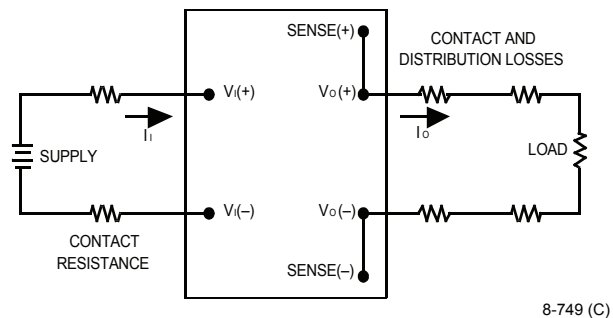 SENSE(+)
CONTACT AND
DISTRIBUTION LOSSES
VI(+)
VO(+)
II
IO
SUPPLY
LOAD
VI(–)
VO(–)
CONTACT
RESISTANCE
SENSE(–)
8-749 (C)